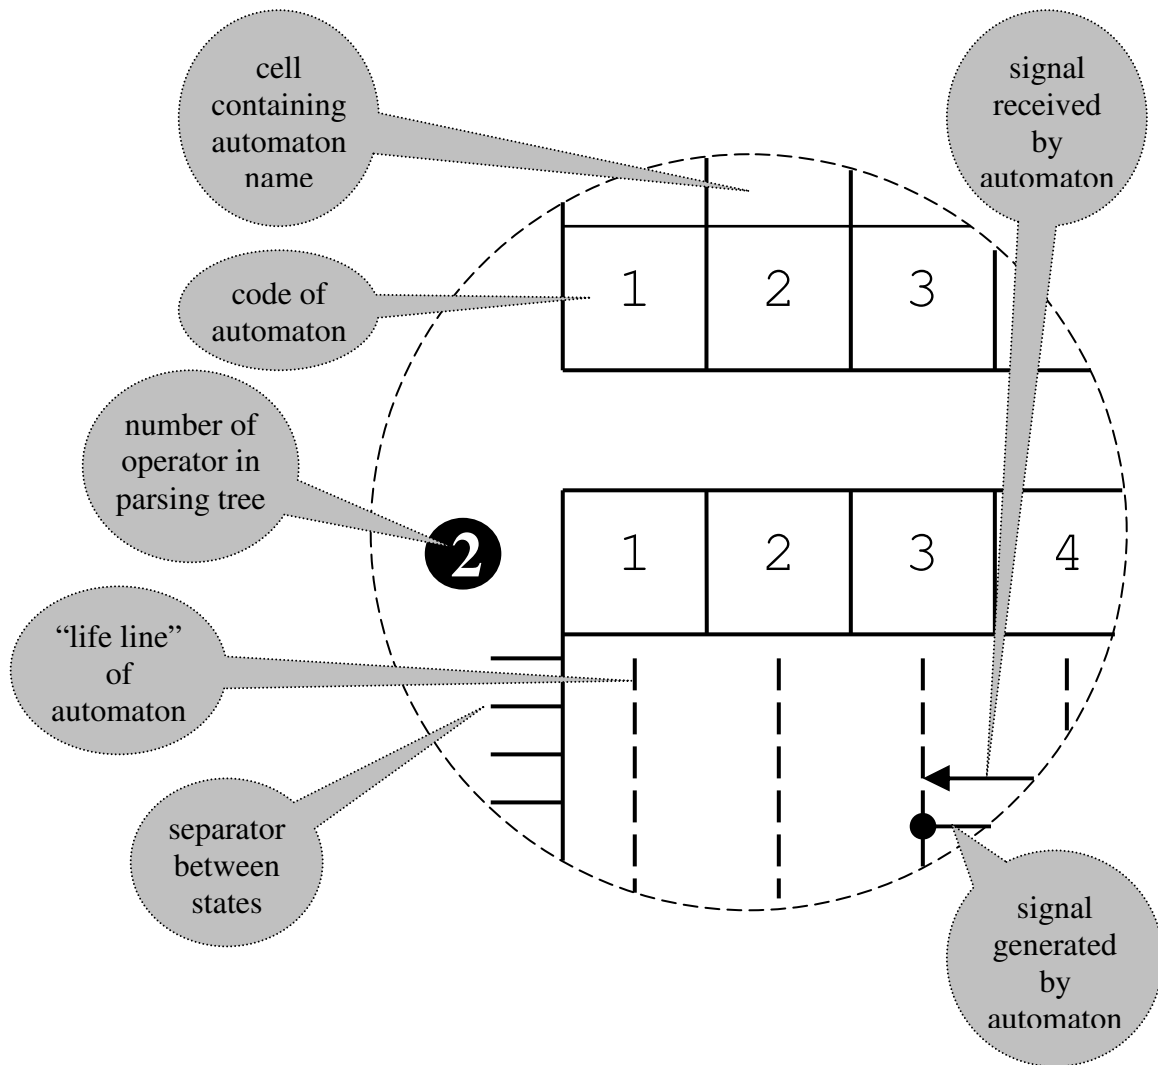 cell
containing
automaton
name
signal
received
by
automaton
code of
automaton
1 2 3
number of
operator in
parsing tree
2
1 2 3 4
“life line”
of
automaton
separator
between
states
signal
generated
by
automaton